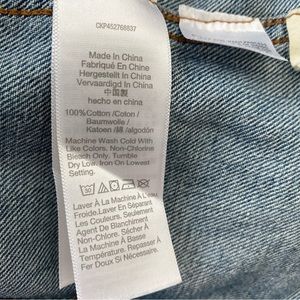 CKP452768837
Made In China
Fabriqué En Chine
Hergestellt In China
Vervaardigd In China
中国製
hecho en china
100%Cotton /Coton /
Baumwolle /
Katoen /綿 /algodón
Machine Wash Cold With
Like Colors. Non-Chlorine
Bleach Only. Tumble
Dry Low. Iron On Lowest
Setting.
30
Laver À La Machine À L'eau
Froide.Laver En Séparant
Les Couleurs. Seulement
Agent De Blanchiment
Non-Chlore. Sécher À
La Machine À Basse
Température. Repasser À
Fer Doux Si Nécessaire.